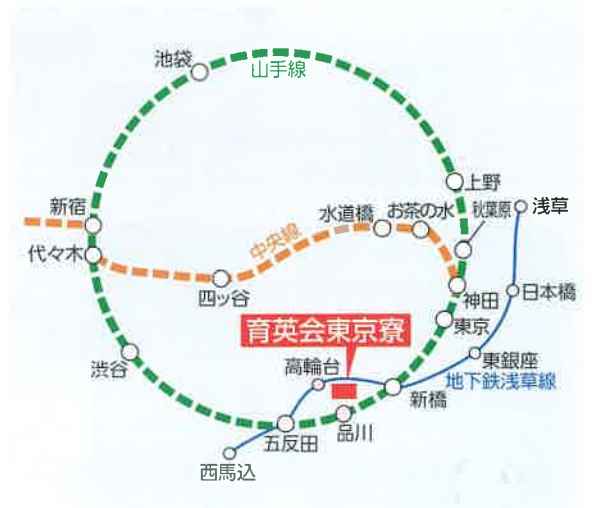 池袋
山手線
上野
新宿
水道橋
お茶の水
秋葉原
浅草
代々木
中央線
四ッ谷
神田
日本橋
東京
育英会東京寮
渋谷
高輪台
東銀座
地下鉄浅草線
新橋
五反田
品川
西馬込